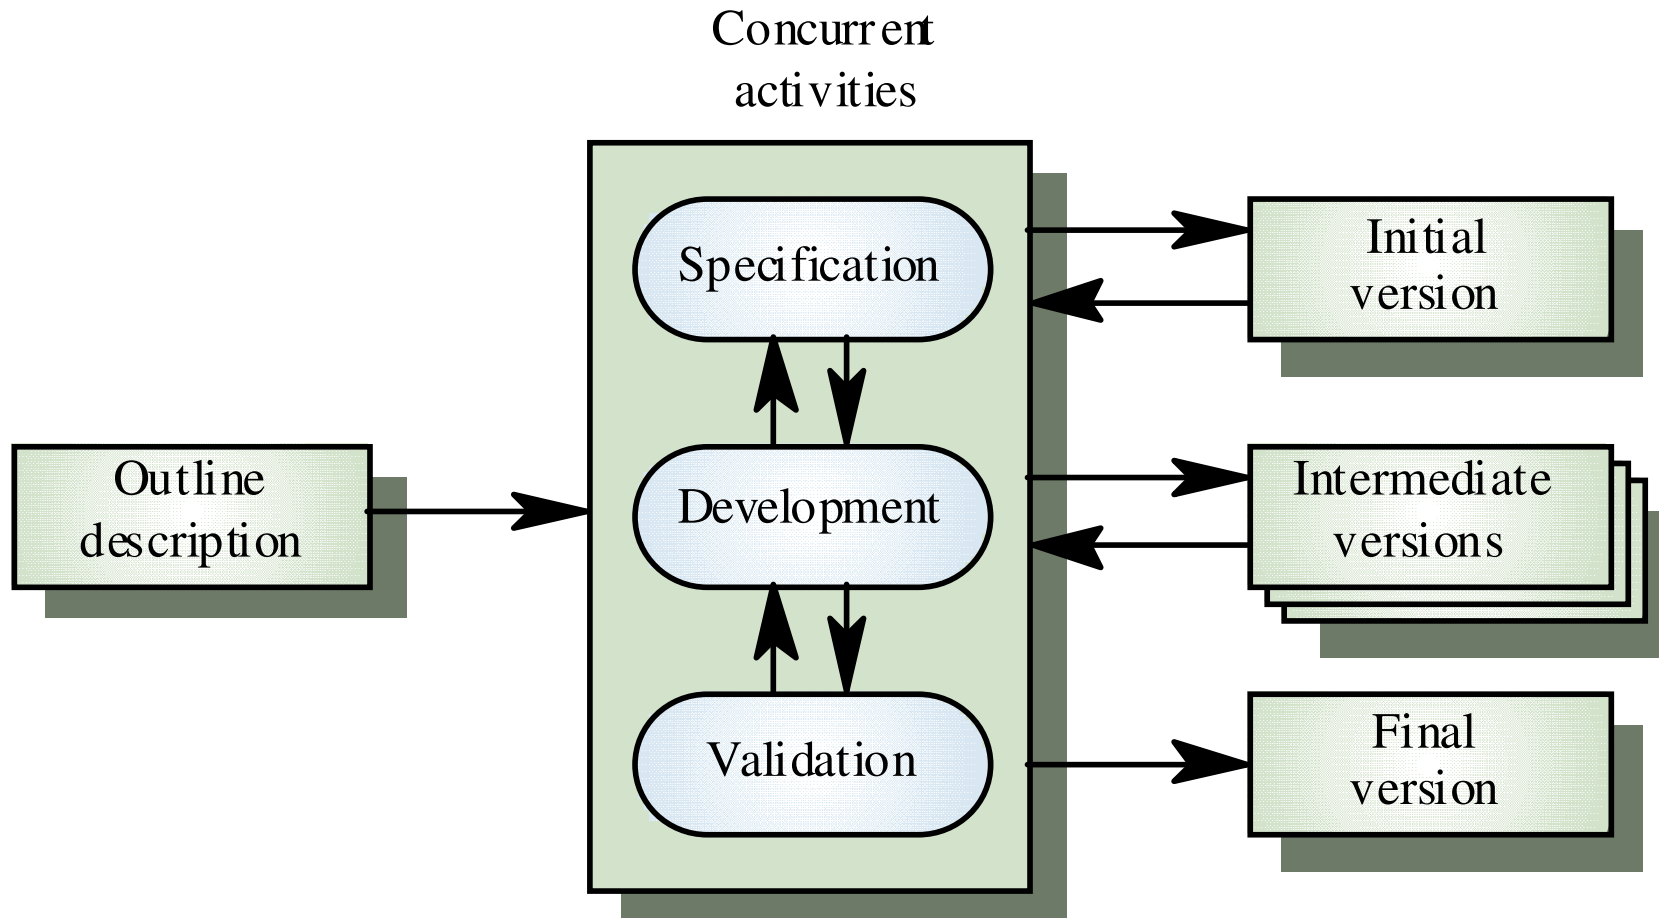 Concurrent
activities
Specification
Initial
version
Outline
description
Development
Intermediate
versions
Validation
Final
version